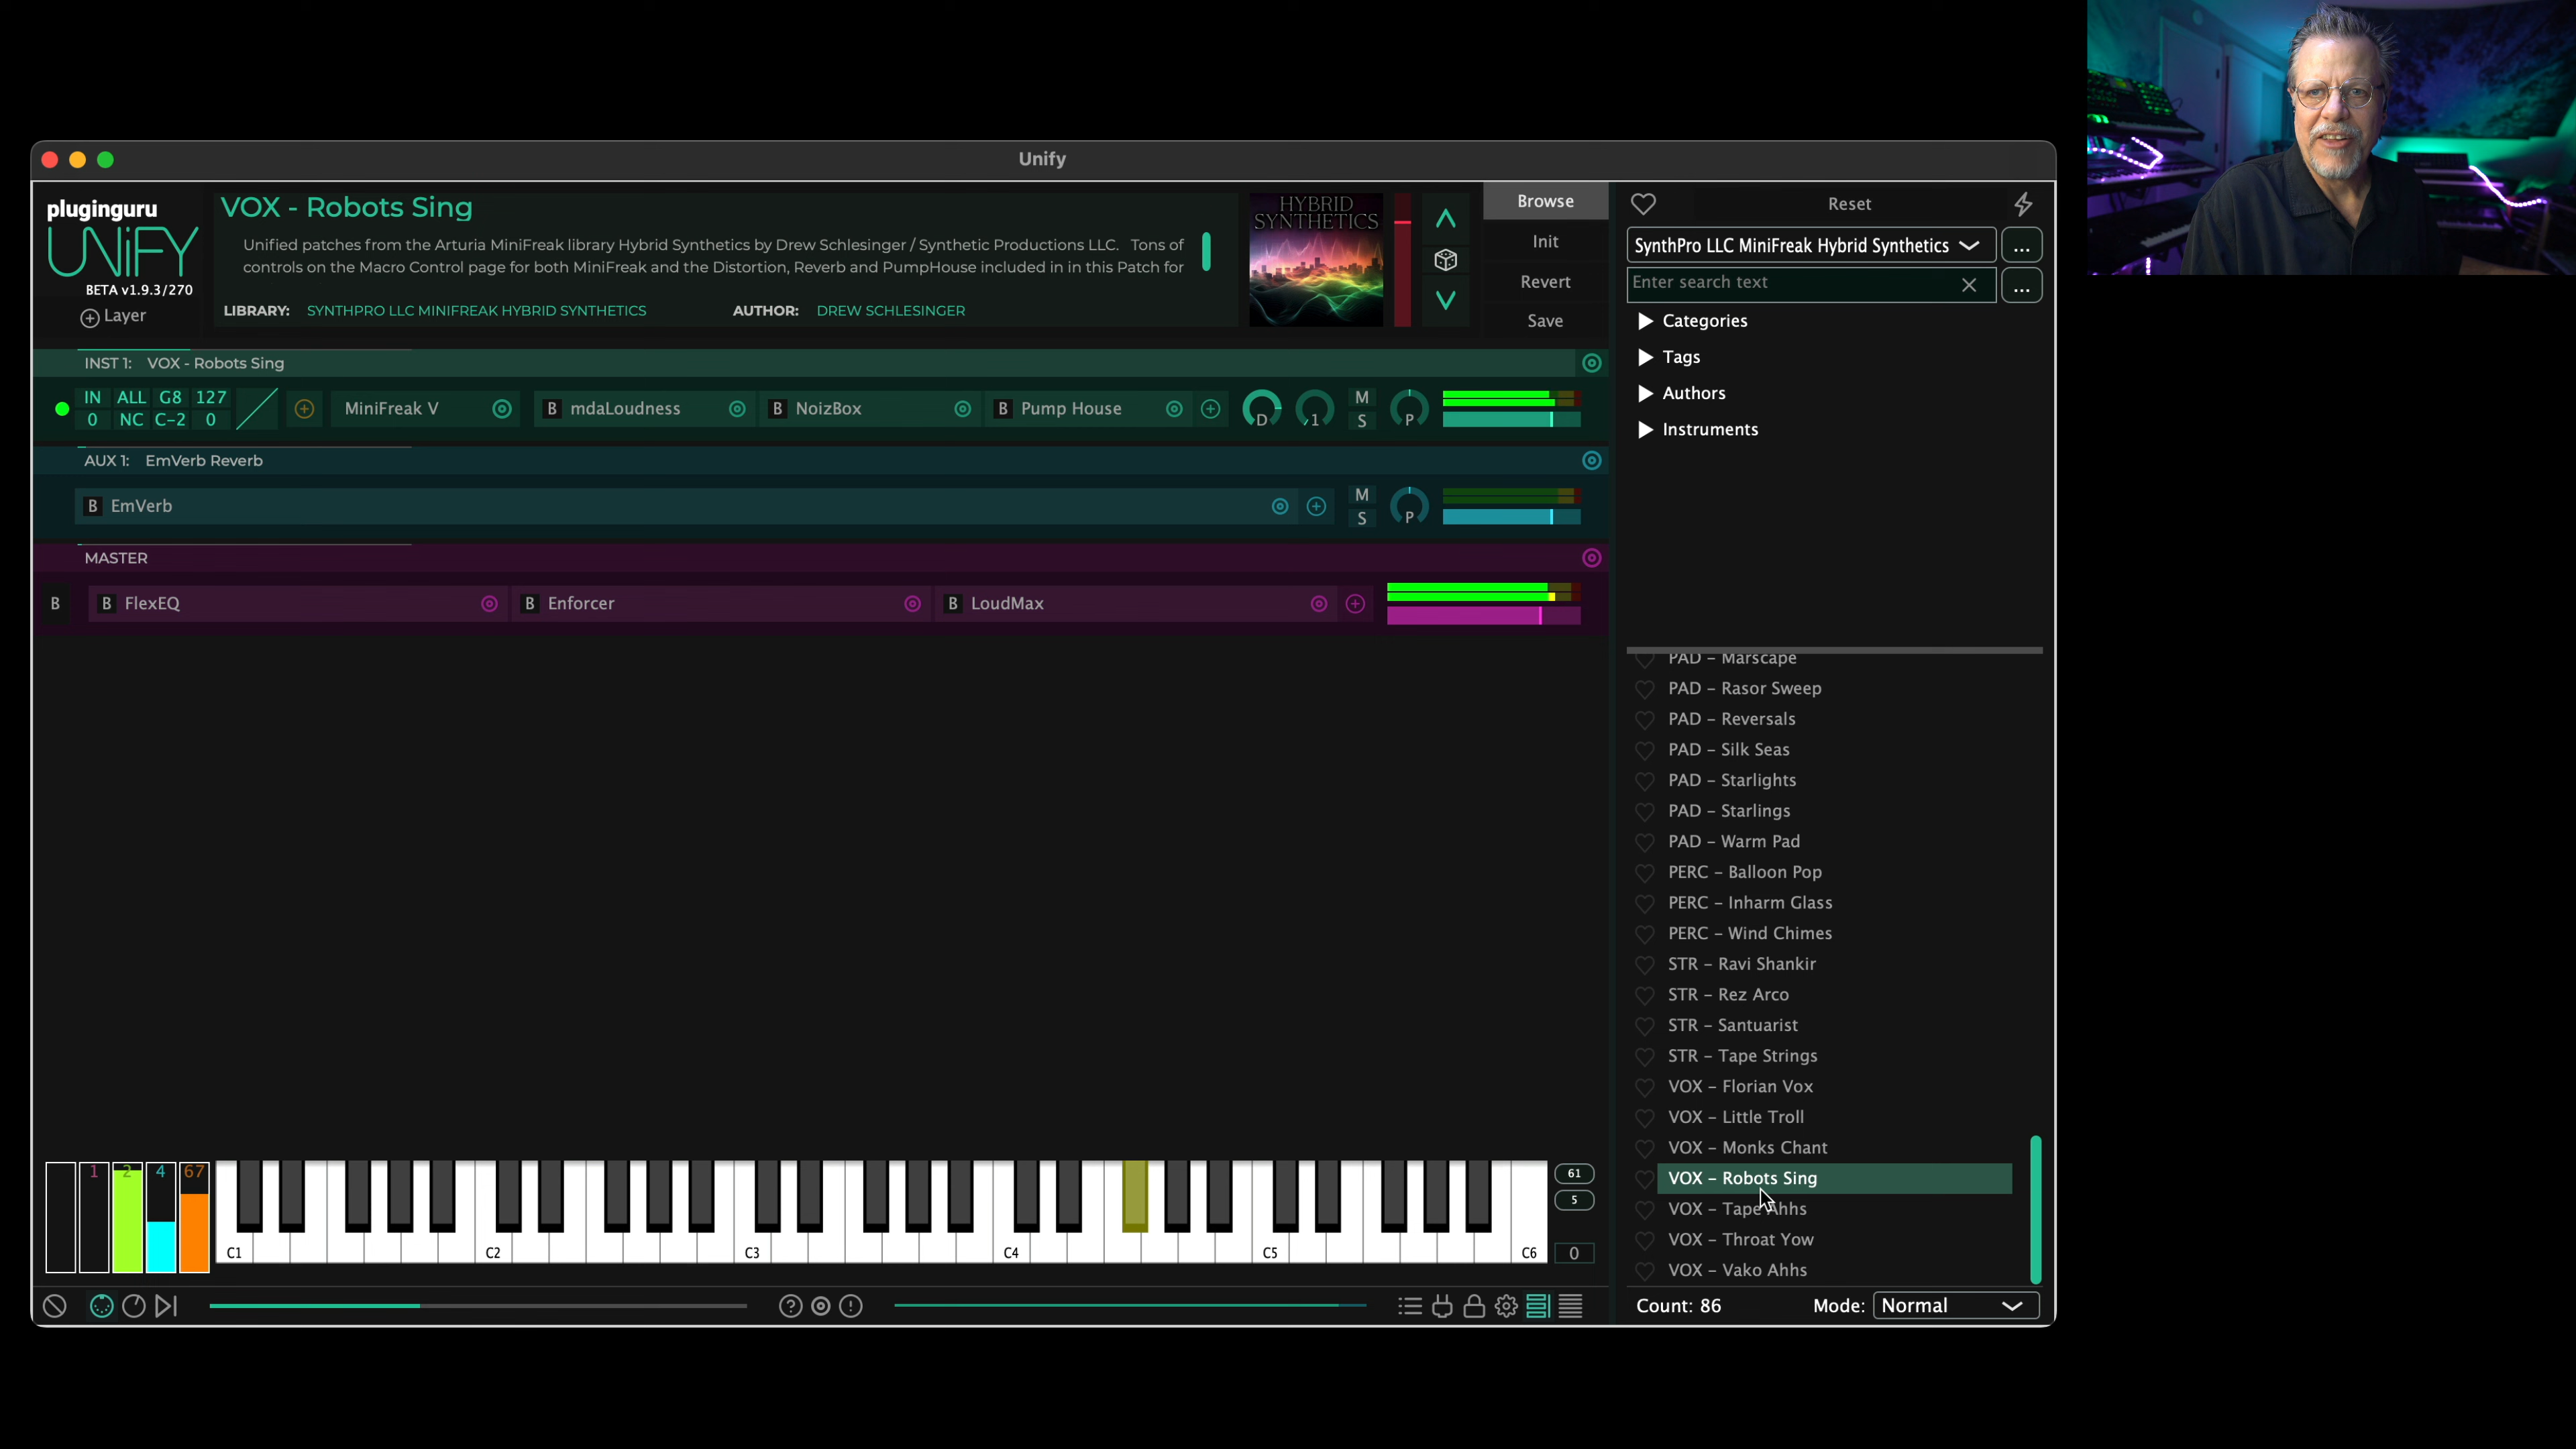 Unify
pluginguru
UNiFY
BETA v1.9.3/270
Layer
VOX - Robots Sing
Unified patches from the Arturia MiniFreak library Hybrid Synthetics by Drew Schlesinger / Synthetic Productions LLC. Tons of
controls on the Macro Control page for both MiniFreak and the Distortion, Reverb and PumpHouse included in in this Patch for
LIBRARY: SYNTHPRO LLC MINIFREAK HYBRID SYNTHETICS AUTHOR: DREW SCHLESINGER
HYBRID
SYNTHETICS
Browse
Init
Revert
Save
INST 1: VOX - Robots Sing
IN ALL G8 127
0 NC C-2 0
MiniFreak V
B mdaLoudness
B NoizBox
B Pump House
D
1
M
S
P
AUX 1: EmVerb Reverb
B EmVerb
M
S
P
MASTER
B
B FlexEQ
B Enforcer
B LoudMax
1 2 4 67
C1 C2 C3 C4 C5 C6
61
5
0
Reset
SynthPro LLC MiniFreak Hybrid Synthetics
...
Enter search text
...
Categories
Tags
Authors
Instruments
PAD – Marscape
PAD – Rasor Sweep
PAD – Reversals
PAD – Silk Seas
PAD – Starlights
PAD – Starlings
PAD – Warm Pad
PERC – Balloon Pop
PERC – Inharm Glass
PERC – Wind Chimes
STR – Ravi Shankir
STR – Rez Arco
STR – Santuarist
STR – Tape Strings
VOX – Florian Vox
VOX – Little Troll
VOX – Monks Chant
VOX – Robots Sing
VOX – Tape Ahhs
VOX – Throat Yow
VOX – Vako Ahhs
Count: 86
Mode: Normal